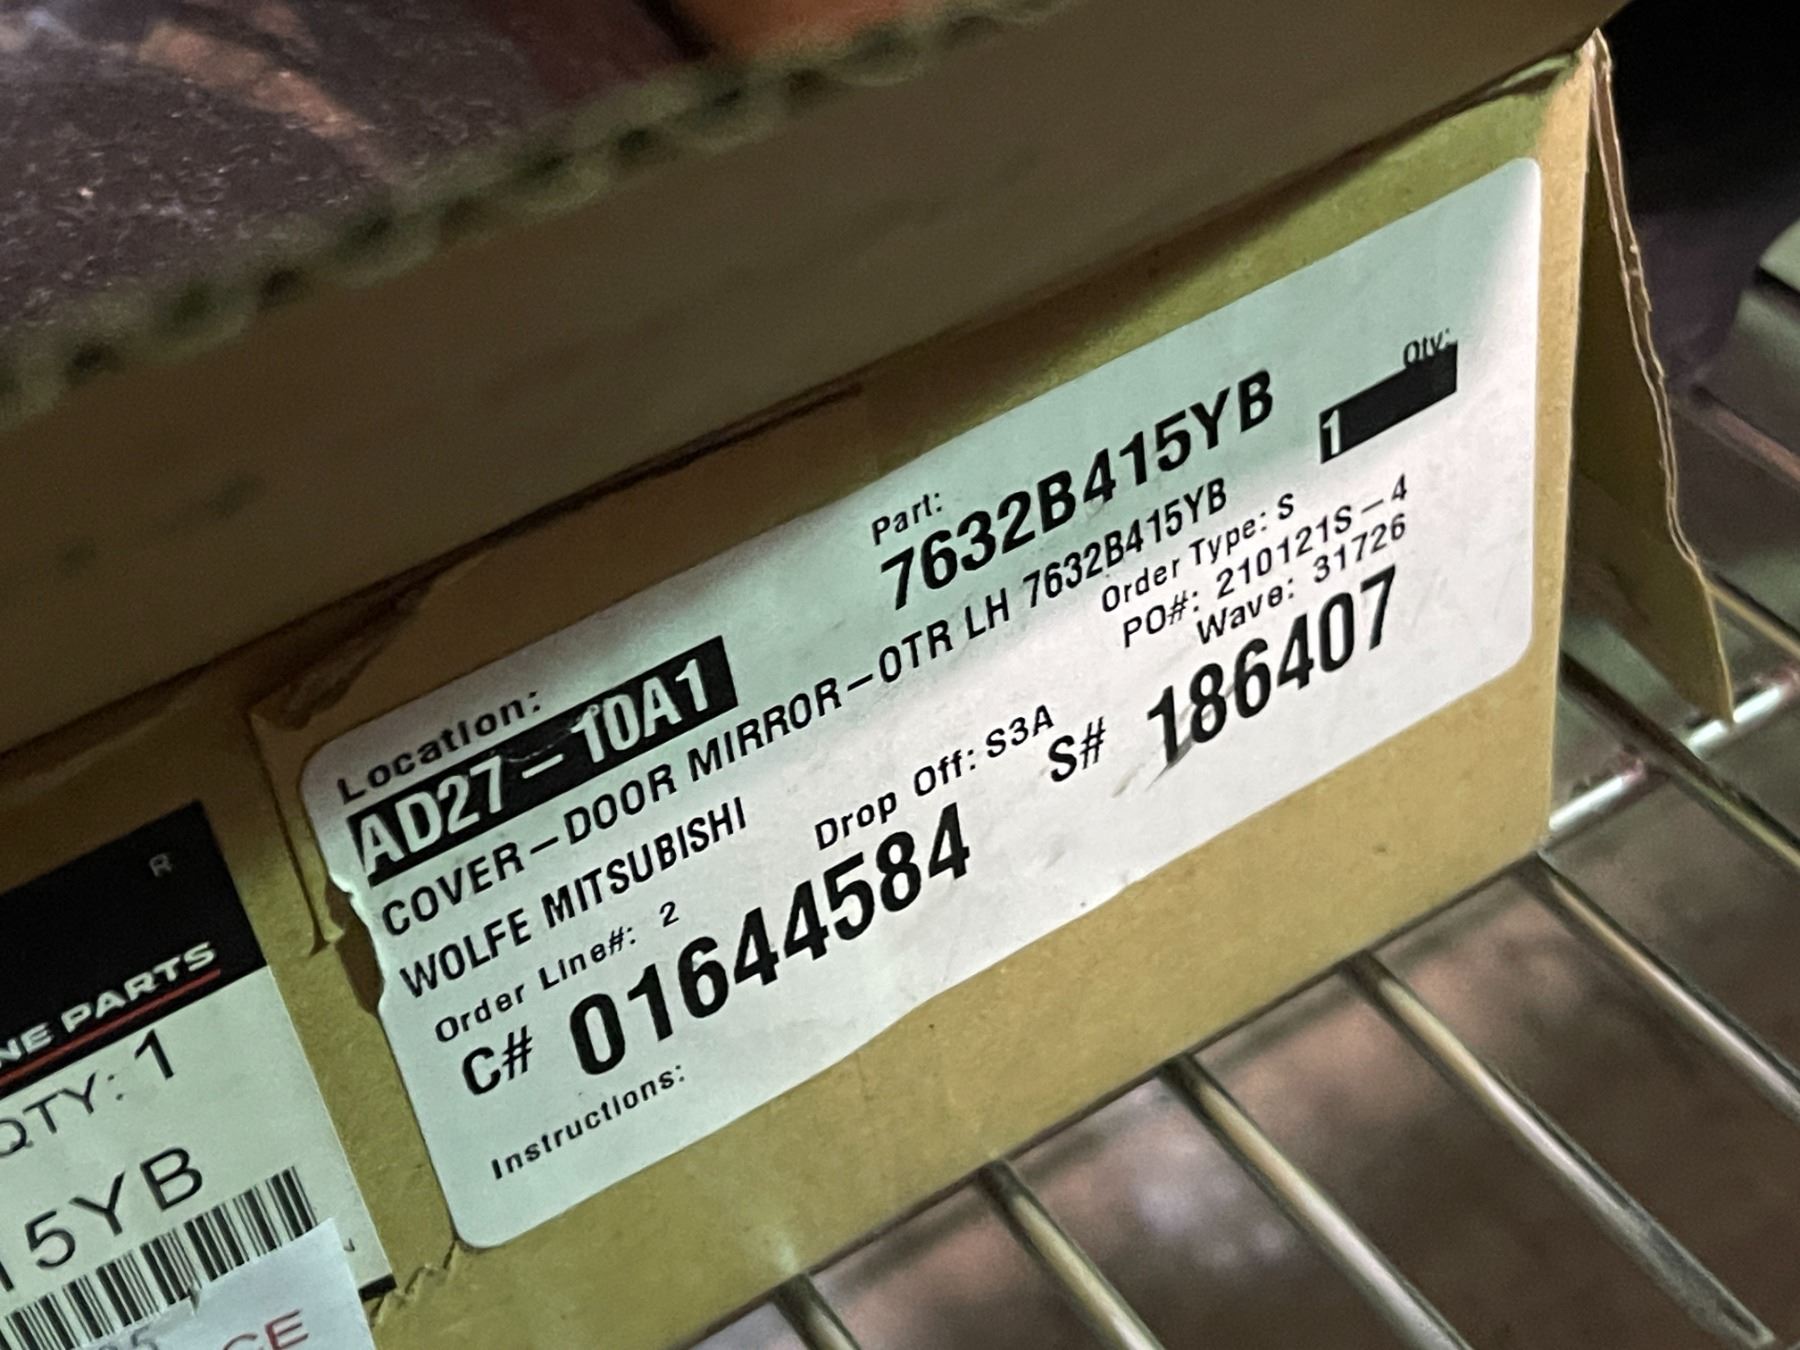 Location:
AD27-10A1
Part:
7632B415YB
Qty:
1
COVER-DOOR MIRROR-OTR LH 7632B415YB
WOLFE MITSUBISHI
Order Type: S
PO#: 210121S-4
Order Line#: 2
Drop Off: S3A
Wave: 31726
C# 01644584
S# 186407
Instructions:
R
NE PARTS
QTY: 1
15YB
N
CE